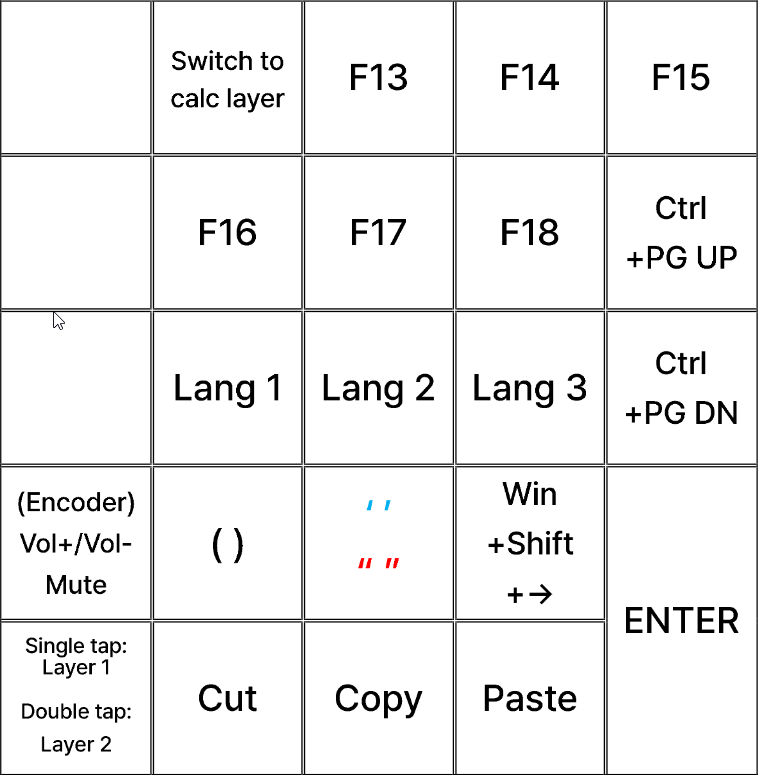 Switch to
calc layer
F13
F14
F15
F16
F17
F18
Ctrl
+PG UP
Lang 1
Lang 2
Lang 3
Ctrl
+PG DN
(Encoder)
Vol+/Vol-
Mute
( )
‘ ’
“ ”
Win
+Shift
+→
ENTER
Single tap:
Layer 1
Double tap:
Layer 2
Cut
Copy
Paste